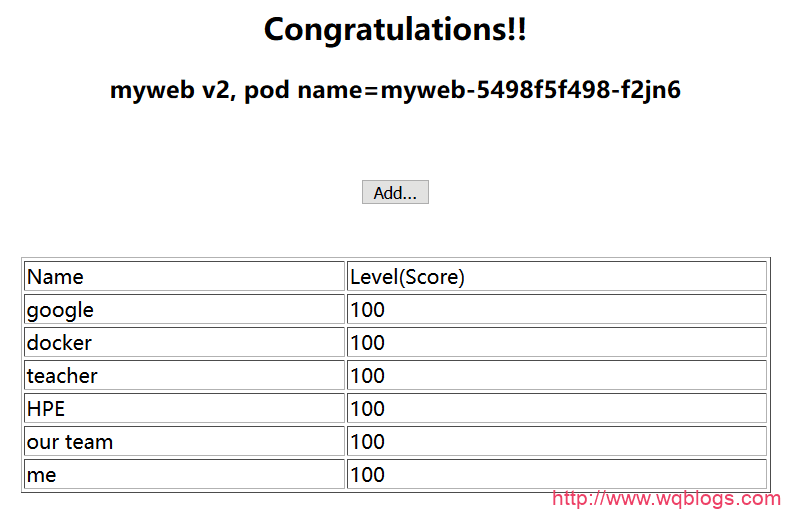 Congratulations!!
myweb v2, pod name=myweb-5498f5f498-f2jn6
Add...
Name Level(Score)
google 100
docker 100
teacher 100
HPE 100
our team 100
me 100
http://www.wqblogs.com